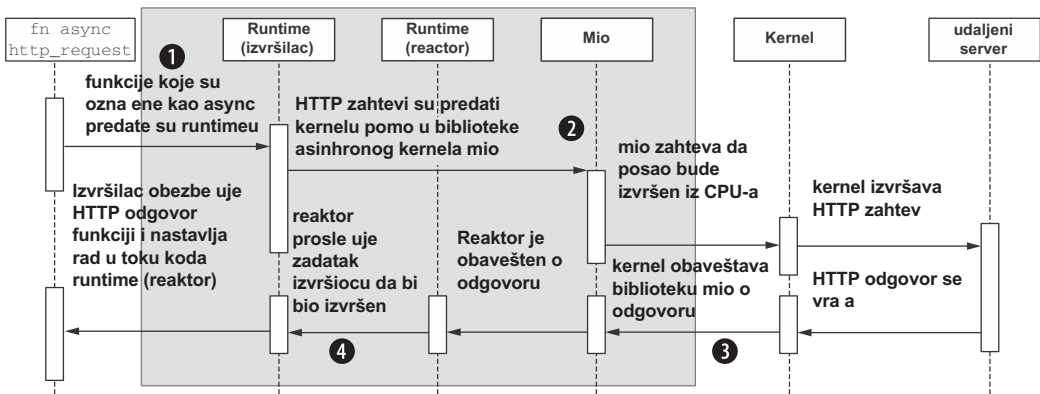 fn async
http_request
Runtime
(izvršilac)
Runtime
(reactor)
Mio
Kernel
udaljeni
server
1
funkcije koje su
ozna ene kao async
predate su runtimeu
HTTP zahtevi su predati
kernelu pomo u biblioteke
asinhronog kernela mio
2
mio zahteva da
posao bude
izvršen iz CPU-a
kernel izvršava
HTTP zahtev
Izvršilac obezbe uje
HTTP odgovor
funkciji i nastavlja
rad u toku koda
runtime (reaktor)
reaktor
prosle uje
zadatak
izvršiocu da bi
bio izvršen
Reaktor je
obavešten o
odgovoru
kernel obaveštava
biblioteku mio o
odgovoru
HTTP odgovor se
vra a
4
3